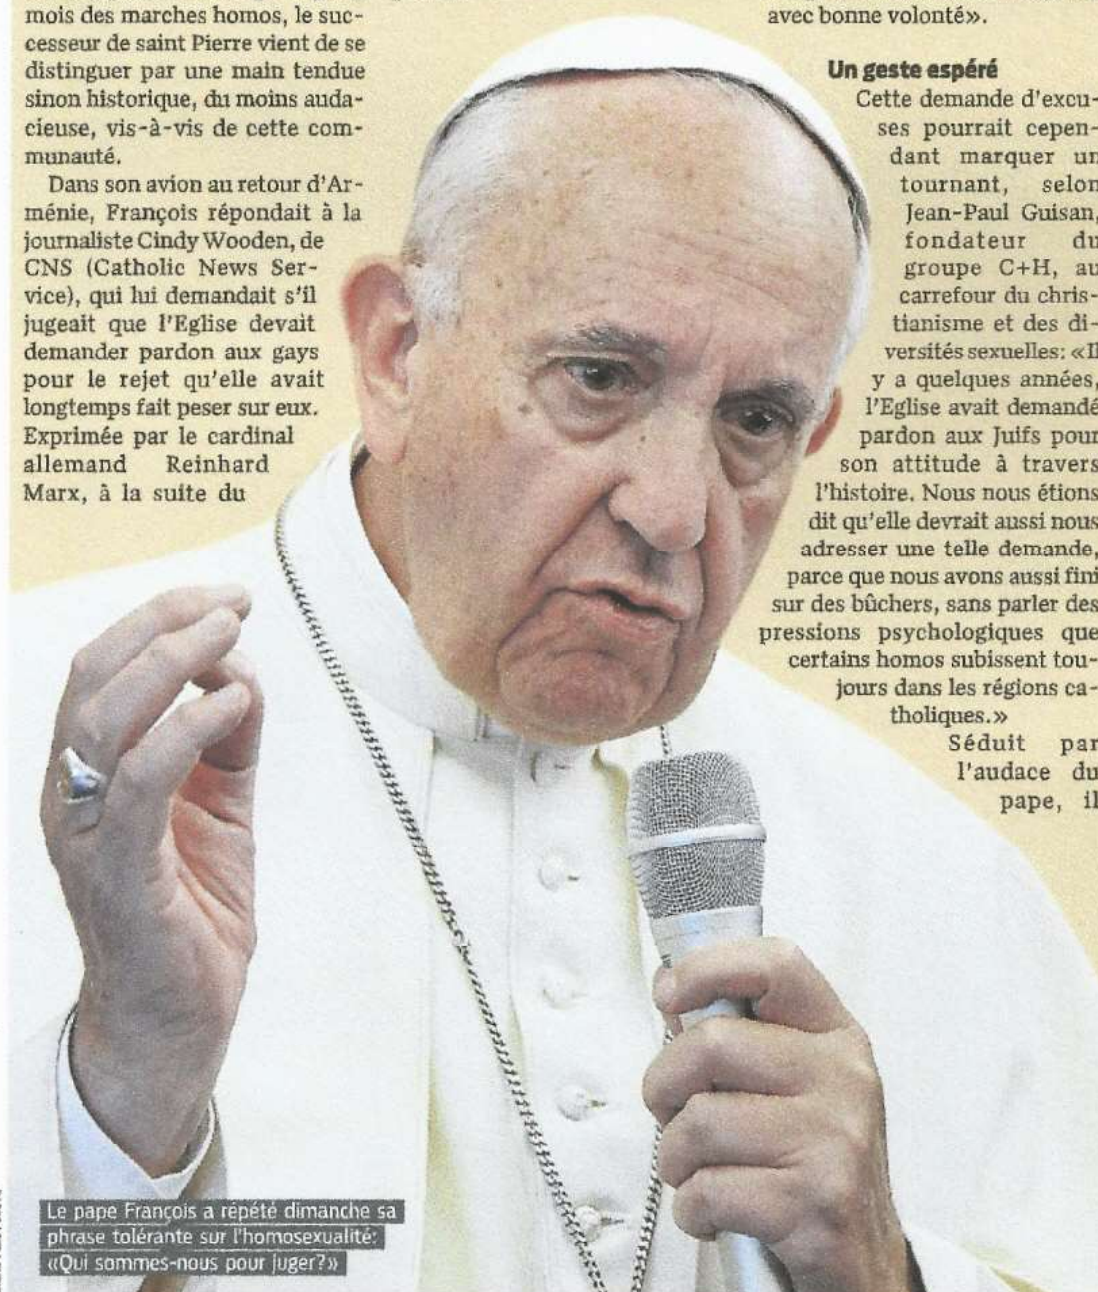 mois des marches homos, le suc-
cesseur de saint Pierre vient de se
distinguer par une main tendue
sinon historique, du moins auda-
cieuse, vis-à-vis de cette com-
munauté.
Dans son avion au retour d'Ar-
ménie, François répondait à la
journaliste Cindy Wooden, de
CNS (Catholic News Ser-
vice), qui lui demandait s'il
jugeait que l'Eglise devait
demander pardon aux gays
pour le rejet qu'elle avait
longtemps fait peser sur eux.
Exprimée par le cardinal
allemand Reinhard
Marx, à la suite du
avec bonne volonté».
Un geste espéré
Cette demande d'excu-
ses pourrait cepen-
dant marquer un
tournant, selon
Jean-Paul Guisan,
fondateur du
groupe C+H, au
carrefour du chris-
tianisme et des di-
versités sexuelles: «Il
y a quelques années,
l'Eglise avait demandé
pardon aux Juifs pour
son attitude à travers
l'histoire. Nous nous étions
dit qu'elle devrait aussi nous
adresser une telle demande,
parce que nous avons aussi fini
sur des bûchers, sans parler des
pressions psychologiques que
certains homos subissent tou-
jours dans les régions ca-
tholiques.»
Séduit par
l'audace du
pape, il
Le pape François a répété dimanche sa
phrase tolérante sur l'homosexualité:
«Qui sommes-nous pour juger?»